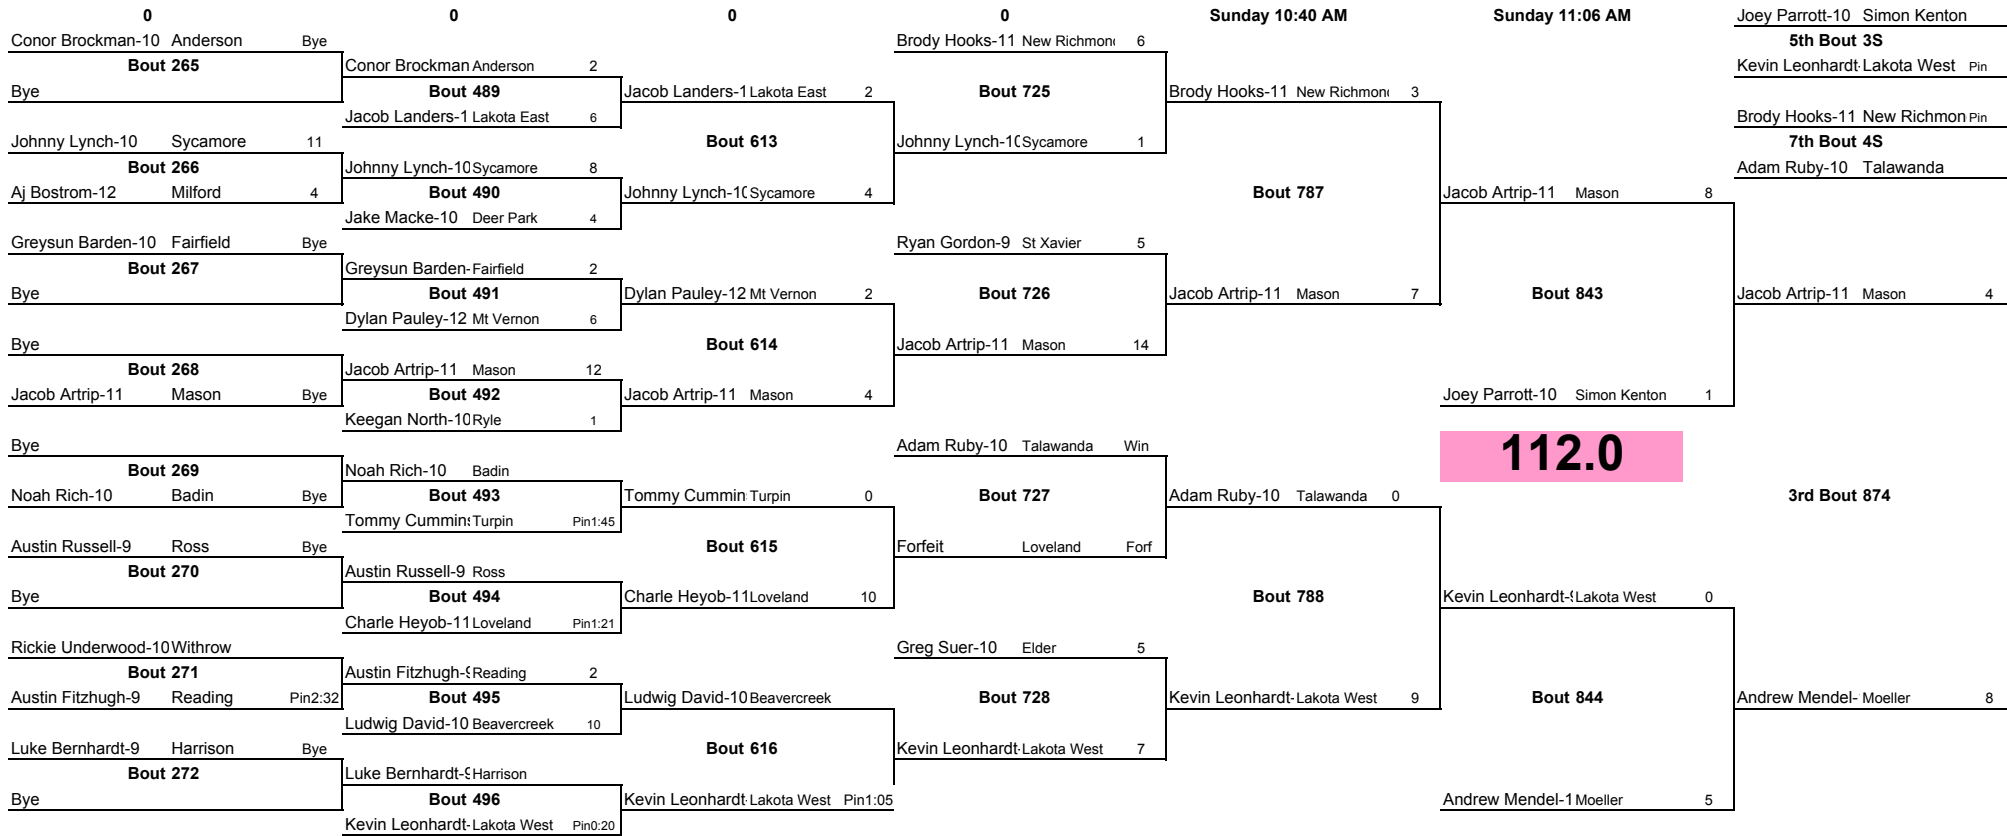 0 0 0 0 Sunday 10:40 AM Sunday 11:06 AM Joey Parrott-10 Simon Kenton
Conor Brockman-10 Anderson Bye Brody Hooks-11 New Richmon 6 5th Bout 3S
Bout 265 Conor Brockman Anderson 2 Kevin Leonhardt- Lakota West Pin
Bye Bout 489 Jacob Landers-1 Lakota East 2 Bout 725 Brody Hooks-11 New Richmon 3
Jacob Landers-1 Lakota East 6 Brody Hooks-11 New Richmon Pin
Johnny Lynch-10 Sycamore 11 Bout 613 Johnny Lynch-10 Sycamore 1 7th Bout 4S
Bout 266 Johnny Lynch-10 Sycamore 8 Adam Ruby-10 Talawanda
Aj Bostrom-12 Milford 4 Bout 490 Johnny Lynch-10 Sycamore 4 Bout 787 Jacob Artrip-11 Mason 8
Jake Macke-10 Deer Park 4
Greysun Barden-10 Fairfield Bye Ryan Gordon-9 St Xavier 5
Bout 267 Greysun Barden- Fairfield 2
Bye Bout 491 Dylan Pauley-12 Mt Vernon 2 Bout 726 Jacob Artrip-11 Mason 7 Bout 843 Jacob Artrip-11 Mason 4
Dylan Pauley-12 Mt Vernon 6
Bye Bout 614 Jacob Artrip-11 Mason 14
Bout 268 Jacob Artrip-11 Mason 12
Jacob Artrip-11 Mason Bye Bout 492 Jacob Artrip-11 Mason 4 Joey Parrott-10 Simon Kenton 1
Keegan North-10 Ryle 1
Bye Adam Ruby-10 Talawanda Win 112.0
Bout 269 Noah Rich-10 Badin
Noah Rich-10 Badin Bye Bout 493 Tommy Cummin Turpin 0 Bout 727 Adam Ruby-10 Talawanda 0 3rd Bout 874
Tommy Cummins Turpin Pin1:45
Austin Russell-9 Ross Bye Bout 615 Forfeit Loveland Forf
Bout 270 Austin Russell-9 Ross
Bye Bout 494 Charle Heyob-11 Loveland 10 Bout 788 Kevin Leonhardt-9 Lakota West 0
Charle Heyob-11 Loveland Pin1:21
Rickie Underwood-10 Withrow Greg Suer-10 Elder 5
Bout 271 Austin Fitzhugh-9 Reading 2
Austin Fitzhugh-9 Reading Pin2:32 Bout 495 Ludwig David-10 Beavercreek Bout 728 Kevin Leonhardt- Lakota West 9 Bout 844 Andrew Mendel- Moeller 8
Ludwig David-10 Beavercreek 10
Luke Bernhardt-9 Harrison Bye Bout 616 Kevin Leonhardt- Lakota West 7
Bout 272 Luke Bernhardt-9 Harrison
Bye Bout 496 Kevin Leonhardt- Lakota West Pin1:05 Andrew Mendel-1 Moeller 5
Kevin Leonhardt- Lakota West Pin0:20